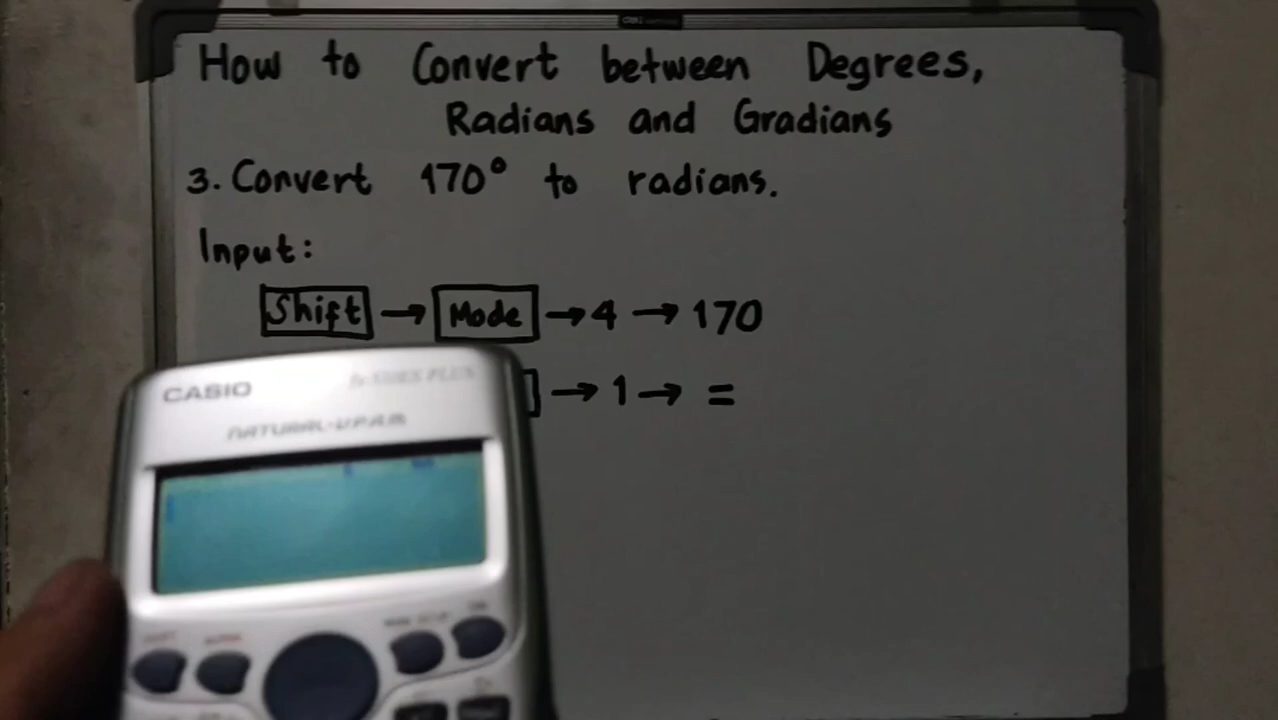 How to Convert between Degrees,
Radians and Gradians
3. Convert 170° to radians.
Input:
Shift → Mode → 4 → 170
→ 1 → =
CASIO
NATURAL-V.P.A.M.